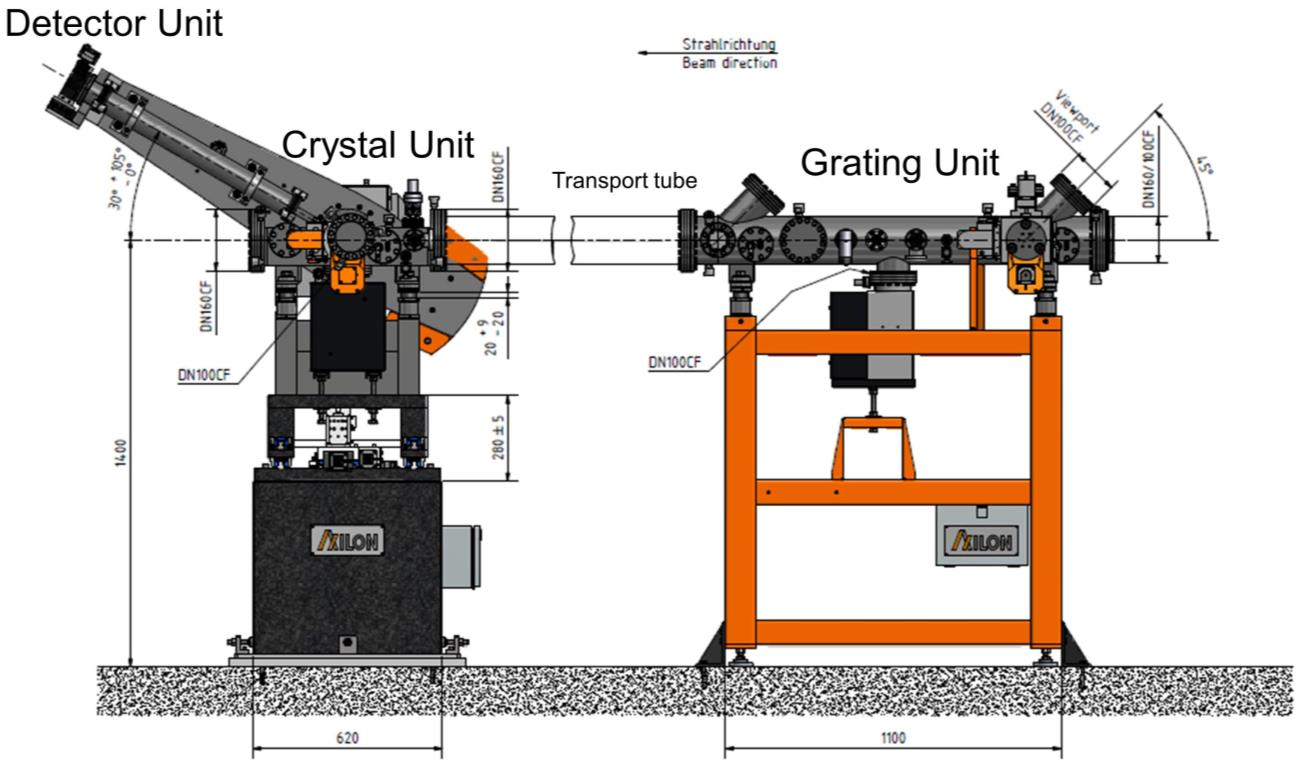 Detector Unit
Strahlrichtung
Beam direction
Viewport
DN100CF
Crystal Unit
Grating Unit
Transport tube
DN160CF
DN160/100CF
45°
30° + 105°
- 0°
DN160CF
20 + 9
- 20
DN100CF
DN100CF
1400
280 ± 5
AXILON
AXILON
620
1100